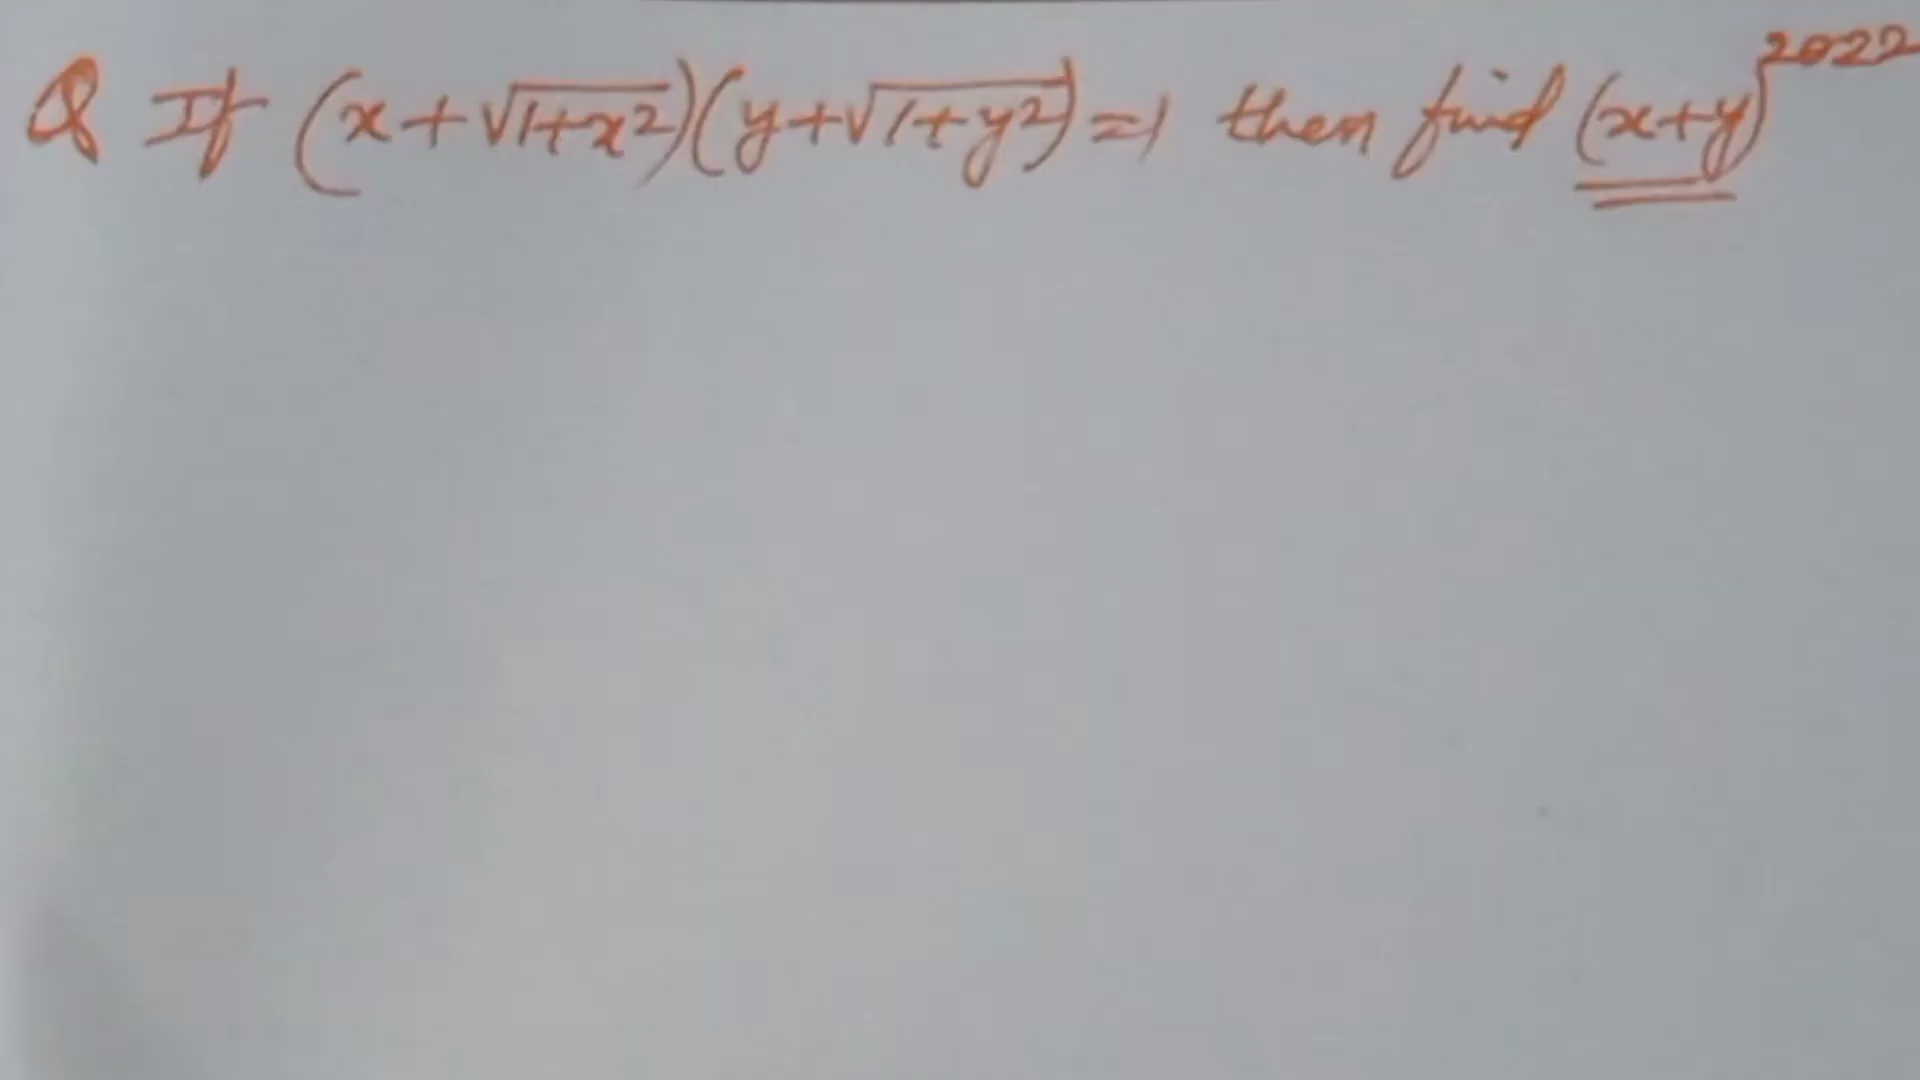 Q If (x+√1+x2)(y+√1+y2)=1 then find (x+y)^2022